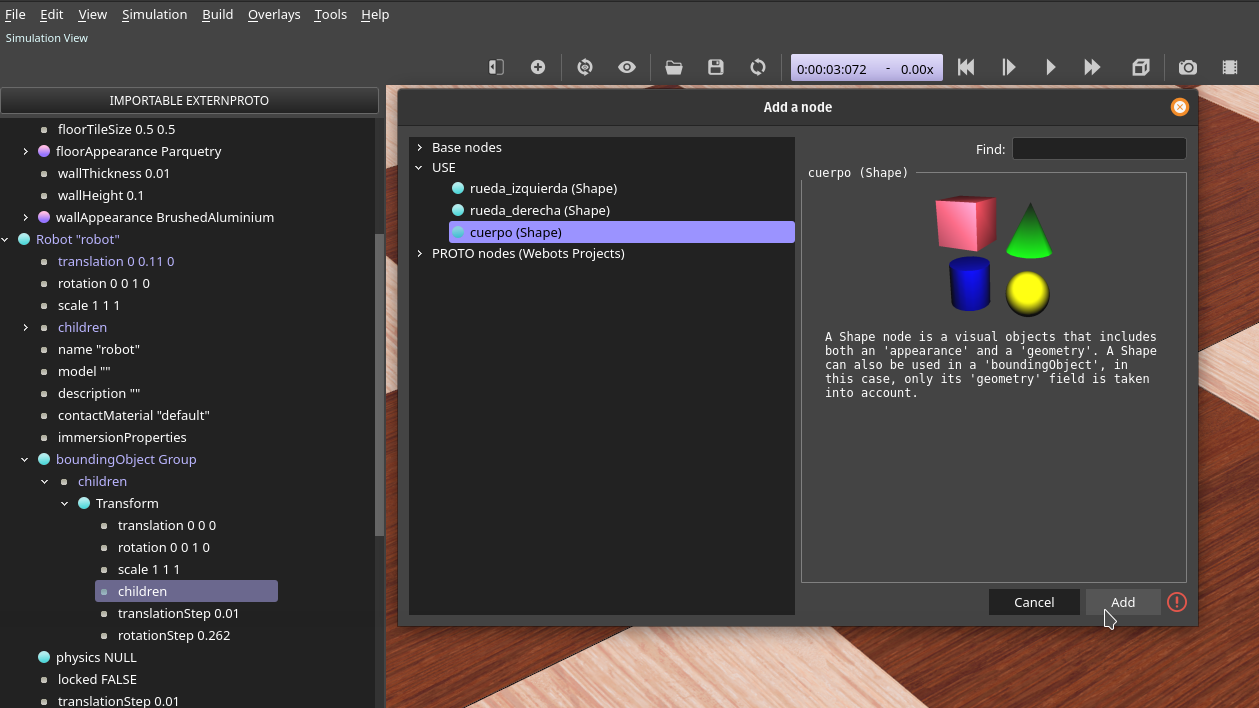 File Edit View Simulation Build Overlays Tools Help
Simulation View
0:00:03:072 - 0.00x
IMPORTABLE EXTERNPROTO
floorTileSize 0.5 0.5
floorAppearance Parquetry
wallThickness 0.01
wallHeight 0.1
wallAppearance BrushedAluminium
Robot "robot"
translation 0 0.11 0
rotation 0 0 1 0
scale 1 1 1
children
name "robot"
model ""
description ""
contactMaterial "default"
immersionProperties
boundingObject Group
children
Transform
translation 0 0 0
rotation 0 0 1 0
scale 1 1 1
children
translationStep 0.01
rotationStep 0.262
physics NULL
locked FALSE
translationStep 0.01
Add a node
Base nodes
USE
rueda_izquierda (Shape)
rueda_derecha (Shape)
cuerpo (Shape)
PROTO nodes (Webots Projects)
Find:
cuerpo (Shape)
A Shape node is a visual objects that includes
both an 'appearance' and a 'geometry'. A Shape
can also be used in a 'boundingObject', in
this case, only its 'geometry' field is taken
into account.
Cancel Add